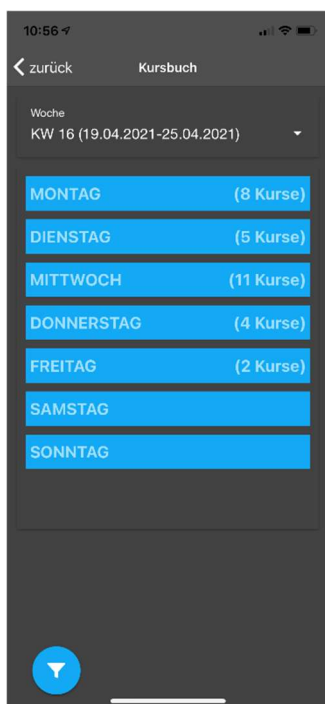 10:56
zurück
Kursbuch
Woche
KW 16 (19.04.2021-25.04.2021)
MONTAG (8 Kurse)
DIENSTAG (5 Kurse)
MITTWOCH (11 Kurse)
DONNERSTAG (4 Kurse)
FREITAG (2 Kurse)
SAMSTAG
SONNTAG